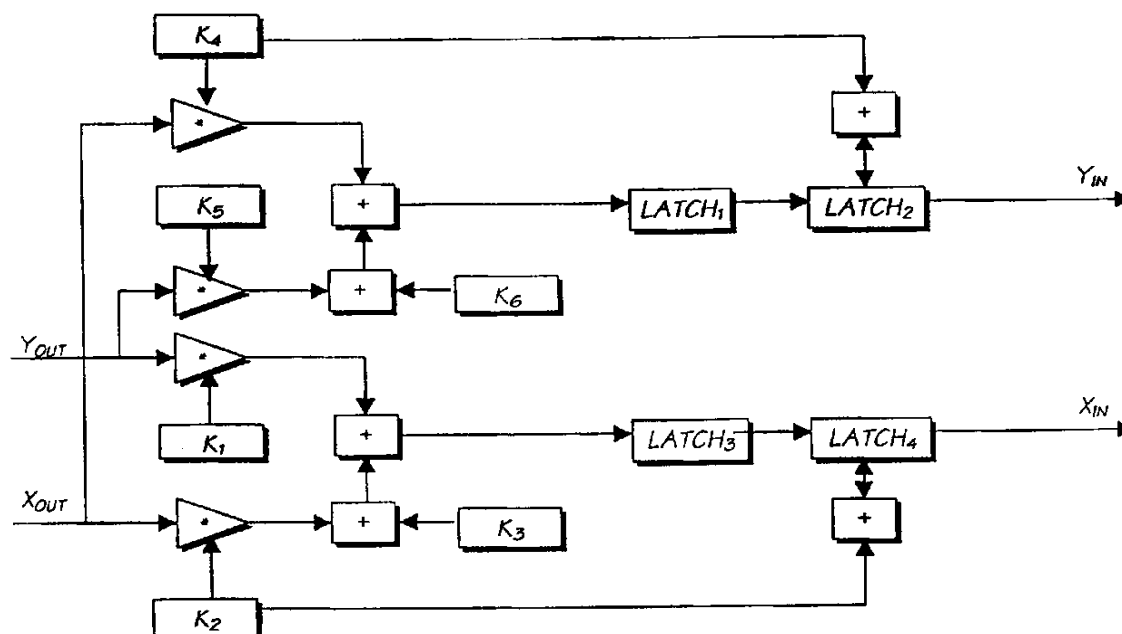 K4
*
+
K5
+
LATCH1
LATCH2
YIN
*
+
K6
YOUT
*
K1
+
LATCH3
LATCH4
XIN
XOUT
*
+
K3
+
K2